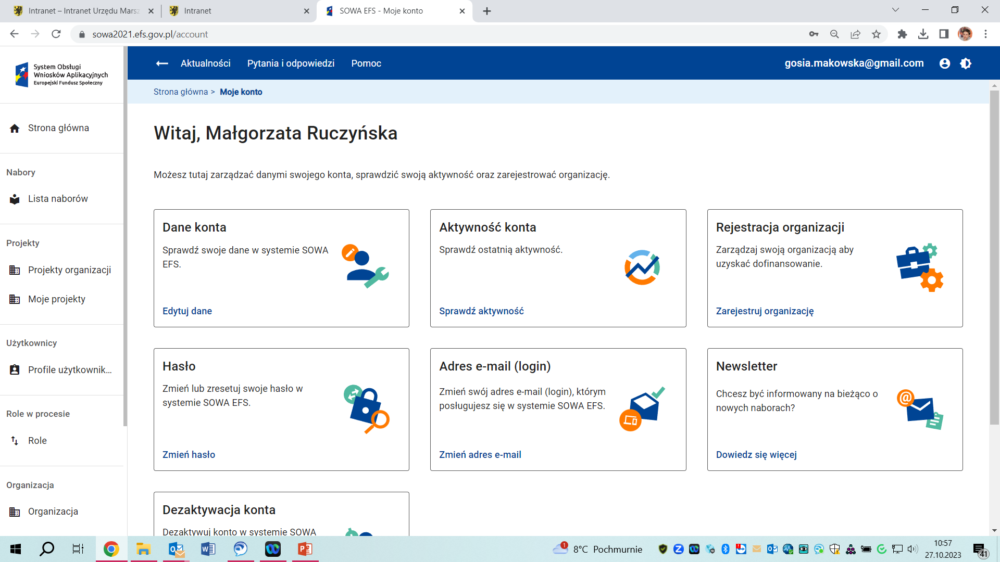 Intranet – Intranet Urzędu Marsz
Intranet
SOWA EFS - Moje konto
sowa2021.efs.gov.pl/account
System Obsługi
Wniosków Aplikacyjnych
Europejski Fundusz Społeczny
Aktualności
Pytania i odpowiedzi
Pomoc
gosia.makowska@gmail.com
Strona główna > Moje konto
Strona główna
Nabory
Lista naborów
Projekty
Projekty organizacji
Moje projekty
Użytkownicy
Profile użytkownik...
Role w procesie
Role
Organizacja
Organizacja
Witaj, Małgorzata Ruczyńska
Możesz tutaj zarządzać danymi swojego konta, sprawdzić swoją aktywność oraz zarejestrować organizację.
Dane konta
Sprawdź swoje dane w systemie SOWA
EFS.
Edytuj dane
Aktywność konta
Sprawdź ostatnią aktywność.
Sprawdź aktywność
Rejestracja organizacji
Zarządzaj swoją organizacją aby
uzyskać dofinansowanie.
Zarejestruj organizację
Hasło
Zmień lub zresetuj swoje hasło w
systemie SOWA EFS.
Zmień hasło
Adres e-mail (login)
Zmień swój adres e-mail (login), którym
posługujesz się w systemie SOWA EFS.
Zmień adres e-mail
Newsletter
Chcesz być informowany na bieżąco o
nowych naborach?
Dowiedz się więcej
Dezaktywacja konta
Dezaktywuj konto w systemie SOWA
1
8°C Pochmurnie
10:57
27.10.2023
41